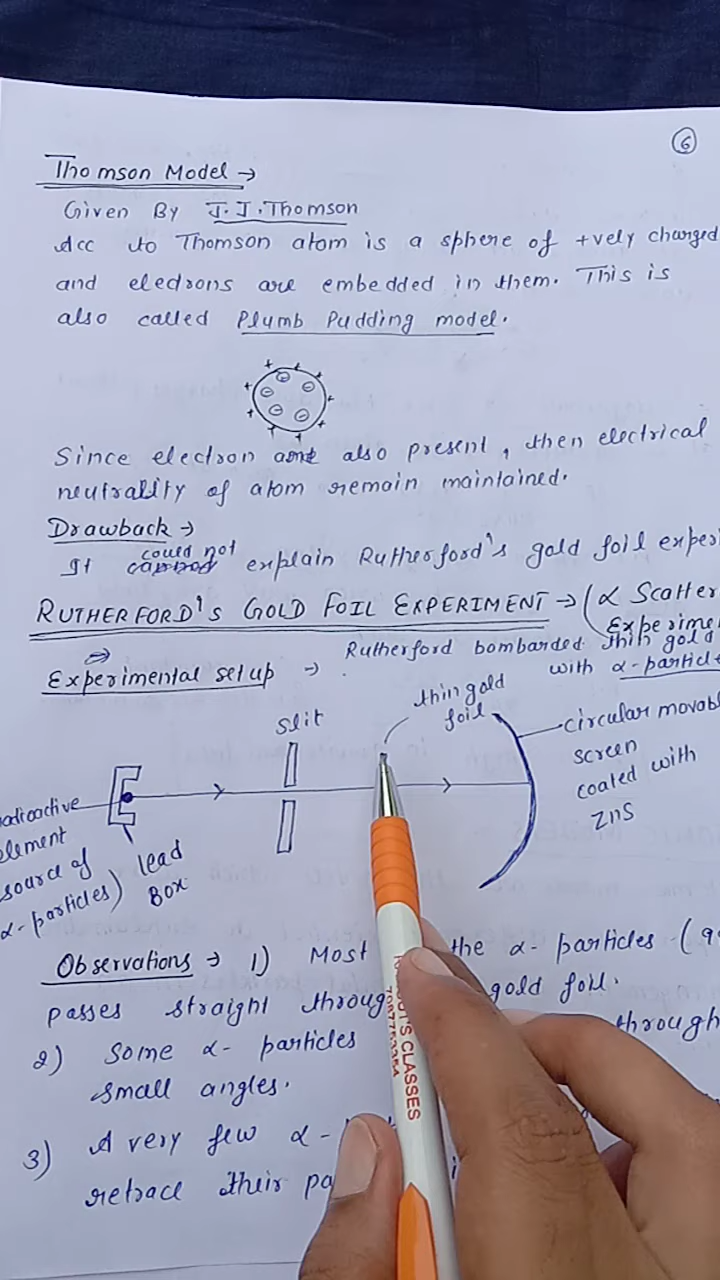 6
Thomson Model →
Given By J.J.Thomson
Acc to Thomson atom is a sphere of +vely charged
and electrons are embedded in them. This is
also called Plumb Pudding model.
Since electron are also present, then electrical
neutrality of atom remain maintained.
Drawback →
It could not explain Rutherford's gold foil experi
RUTHERFORD'S GOLD FOIL EXPERIMENT → (α Scatter
Experime
Experimental setup → Rutherford bombarded thin gold
with α-particle
thin gold
foil
Slit
circular movab
screen
coated with
ZnS
radioactive
element
source of
α-particles)
lead
Box
Observations → 1) Most the α-particles (9
passes straight throug gold foil.
2) Some α- particles through
small angles.
3) A very few α-
retrace their pa
CLASSES
7087753354